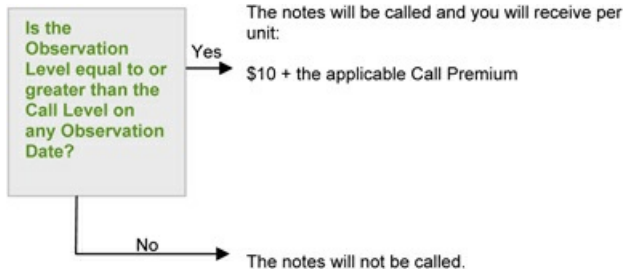 Is the
Observation
Level equal to or
greater than the
Call Level on
any Observation
Date?
Yes
The notes will be called and you will receive per
unit:
$10 + the applicable Call Premium
No
The notes will not be called.